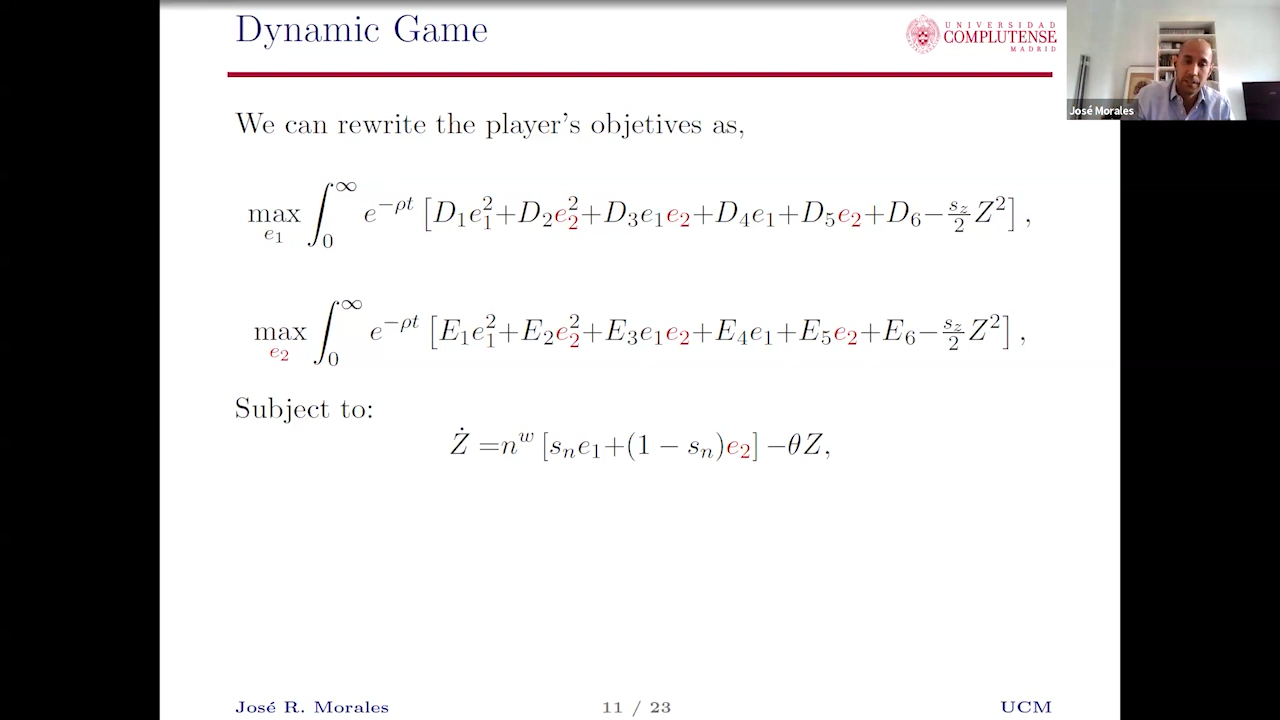 Dynamic Game
UNIVERSIDAD
COMPLUTENSE
MADRID
José Morales
We can rewrite the player's objetives as,
max_{e_1} ∫_0^∞ e^{−ρt} [D_1e_1^2+D_2e_2^2+D_3e_1e_2+D_4e_1+D_5e_2+D_6−\frac{s_z}{2}Z^2],
max_{e_2} ∫_0^∞ e^{−ρt} [E_1e_1^2+E_2e_2^2+E_3e_1e_2+E_4e_1+E_5e_2+E_6−\frac{s_z}{2}Z^2],
Subject to:
Ż =n^w [s_ne_1+(1 − s_n)e_2] −θZ,
José R. Morales 11 / 23 UCM